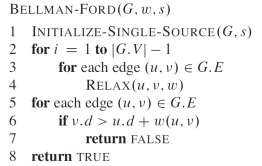 BELLMAN-FORD(G, w, s)
1 INITIALIZE-SINGLE-SOURCE(G, s)
2 for i = 1 to |G.V| − 1
3 for each edge (u, v) ∈ G.E
4 RELAX(u, v, w)
5 for each edge (u, v) ∈ G.E
6 if v.d > u.d + w(u, v)
7 return FALSE
8 return TRUE